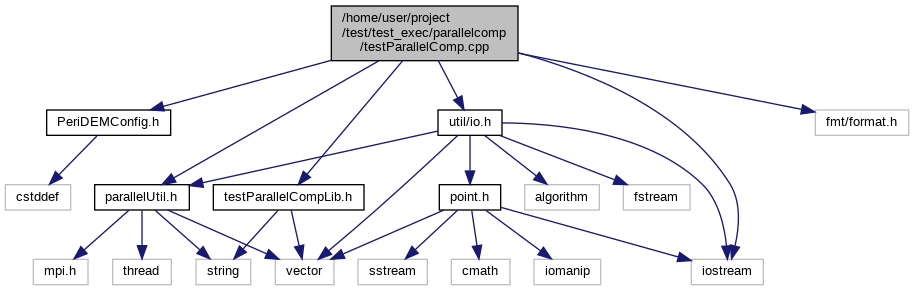 /home/user/project
/test/test_exec/parallelcomp
/testParallelComp.cpp
PeriDEMConfig.h
util/io.h
fmt/format.h
cstddef
parallelUtil.h
testParallelCompLib.h
point.h
algorithm
fstream
mpi.h
thread
string
vector
sstream
cmath
iomanip
iostream